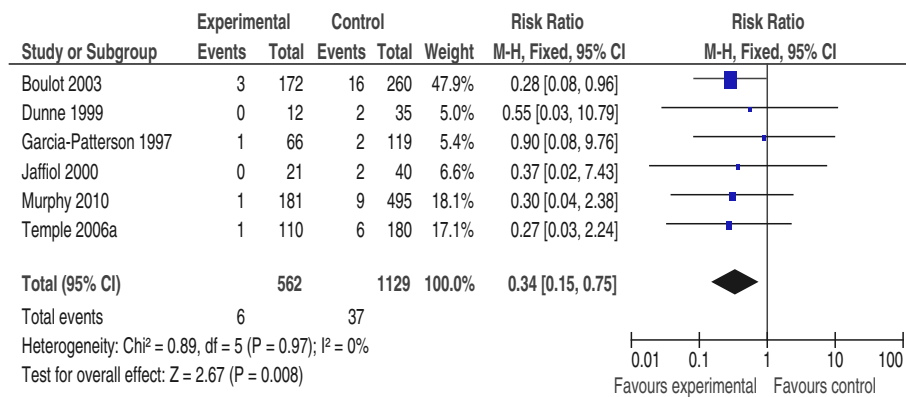 Experimental Control Risk Ratio Risk Ratio
Study or Subgroup Events Total Events Total Weight M-H, Fixed, 95% CI M-H, Fixed, 95% CI
Boulot 2003 3 172 16 260 47.9% 0.28 [0.08, 0.96]
Dunne 1999 0 12 2 35 5.0% 0.55 [0.03, 10.79]
Garcia-Patterson 1997 1 66 2 119 5.4% 0.90 [0.08, 9.76]
Jaffiol 2000 0 21 2 40 6.6% 0.37 [0.02, 7.43]
Murphy 2010 1 181 9 495 18.1% 0.30 [0.04, 2.38]
Temple 2006a 1 110 6 180 17.1% 0.27 [0.03, 2.24]
Total (95% CI) 562 1129 100.0% 0.34 [0.15, 0.75]
Total events 6 37
Heterogeneity: Chi² = 0.89, df = 5 (P = 0.97); I² = 0%
Test for overall effect: Z = 2.67 (P = 0.008)
0.01 0.1 1 10 100
Favours experimental Favours control